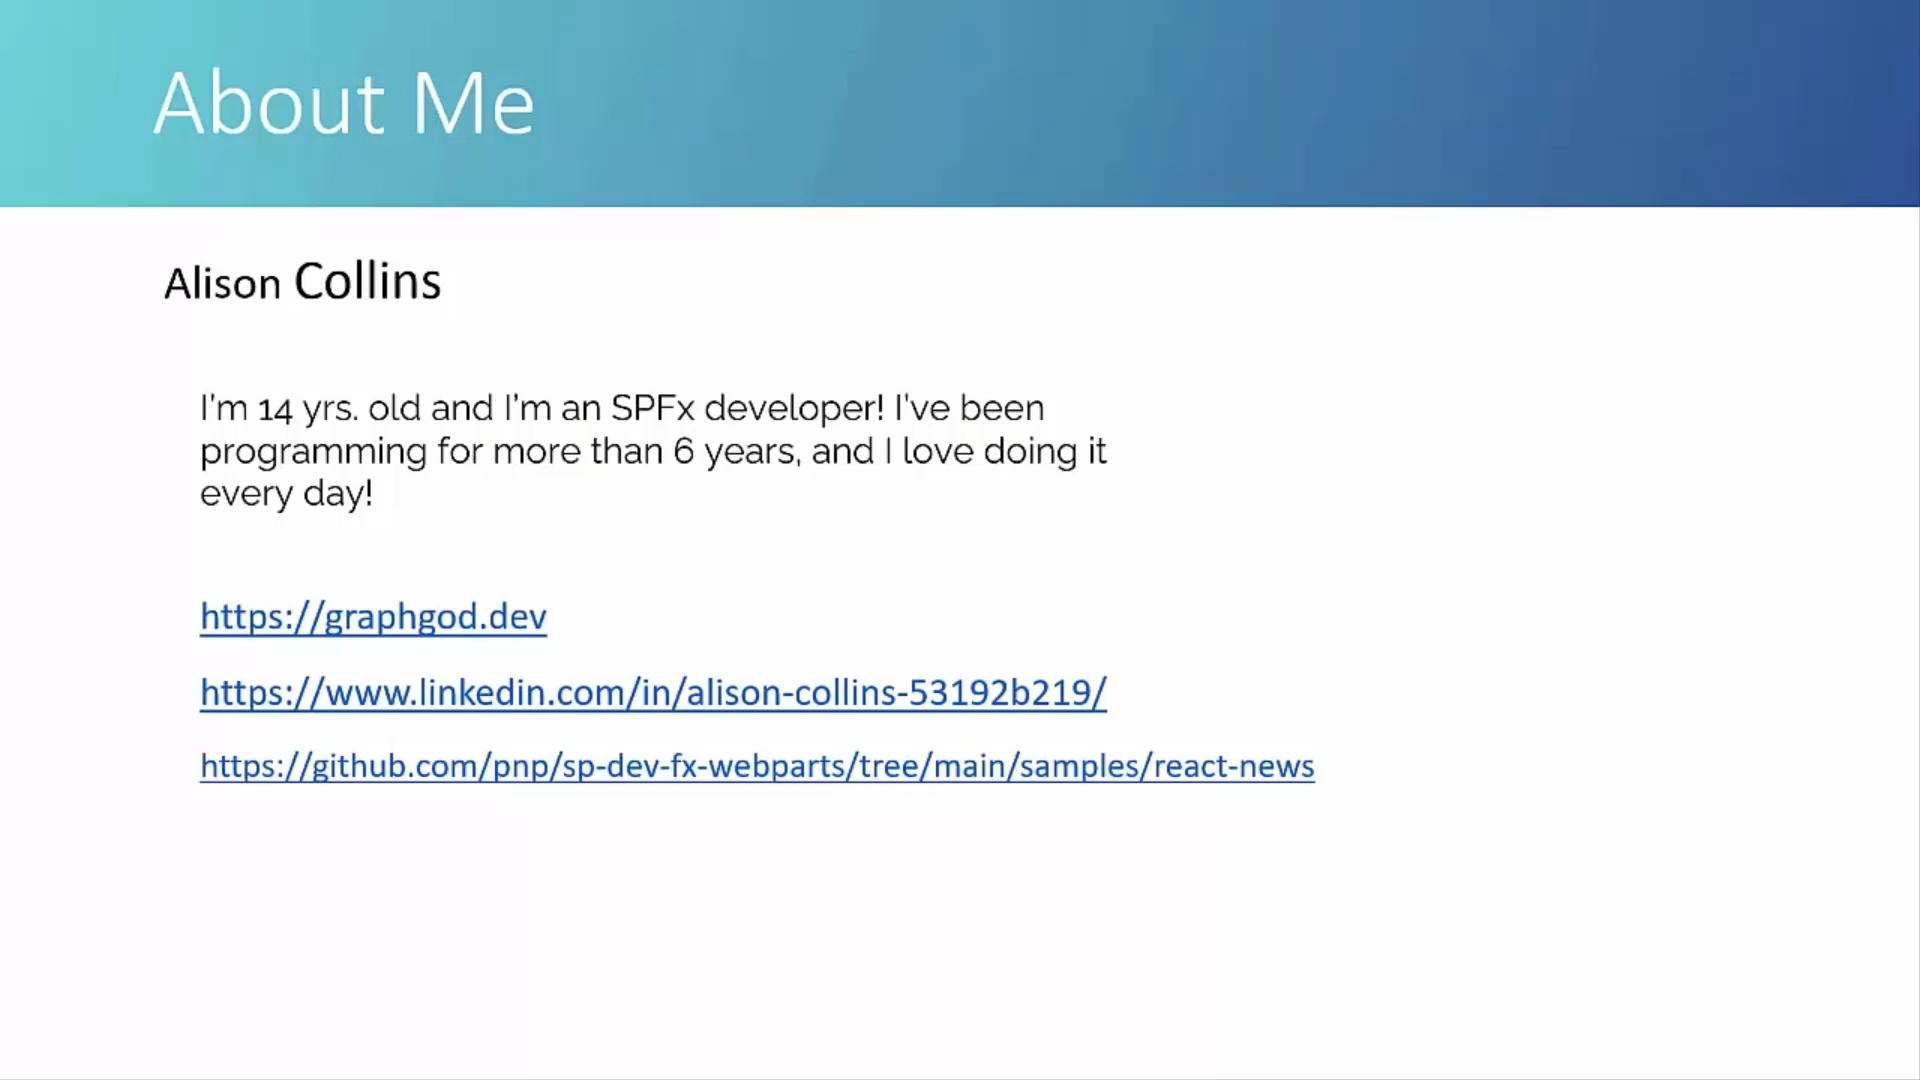 About Me
Alison Collins
I'm 14 yrs. old and I'm an SPFx developer! I've been
programming for more than 6 years, and I love doing it
every day!
https://graphgod.dev
https://www.linkedin.com/in/alison-collins-53192b219/
https://github.com/pnp/sp-dev-fx-webparts/tree/main/samples/react-news